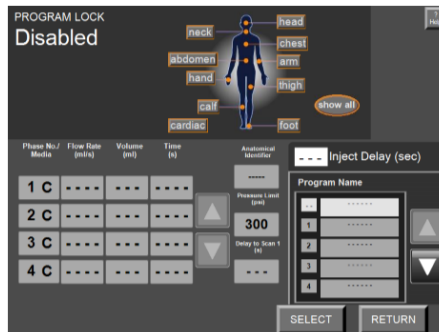 PROGRAM LOCK
Disabled
? Help
head
neck
chest
abdomen
arm
hand
thigh
calf
show all
cardiac
foot
Phase No./ Media
Flow Rate (ml/s)
Volume (ml)
Time (s)
Anatomical Identifier
-----
Pressure Limit (psi)
300
Delay to Scan 1 (s)
- - -
1 C - - - - - - - - - - -
2 C - - - - - - - - - - -
3 C - - - - - - - - - - -
4 C - - - - - - - - - - -
- - - Inject Delay (sec)
Program Name
-- ------
1 ------
2 ------
3 ------
4 ------
SELECT
RETURN